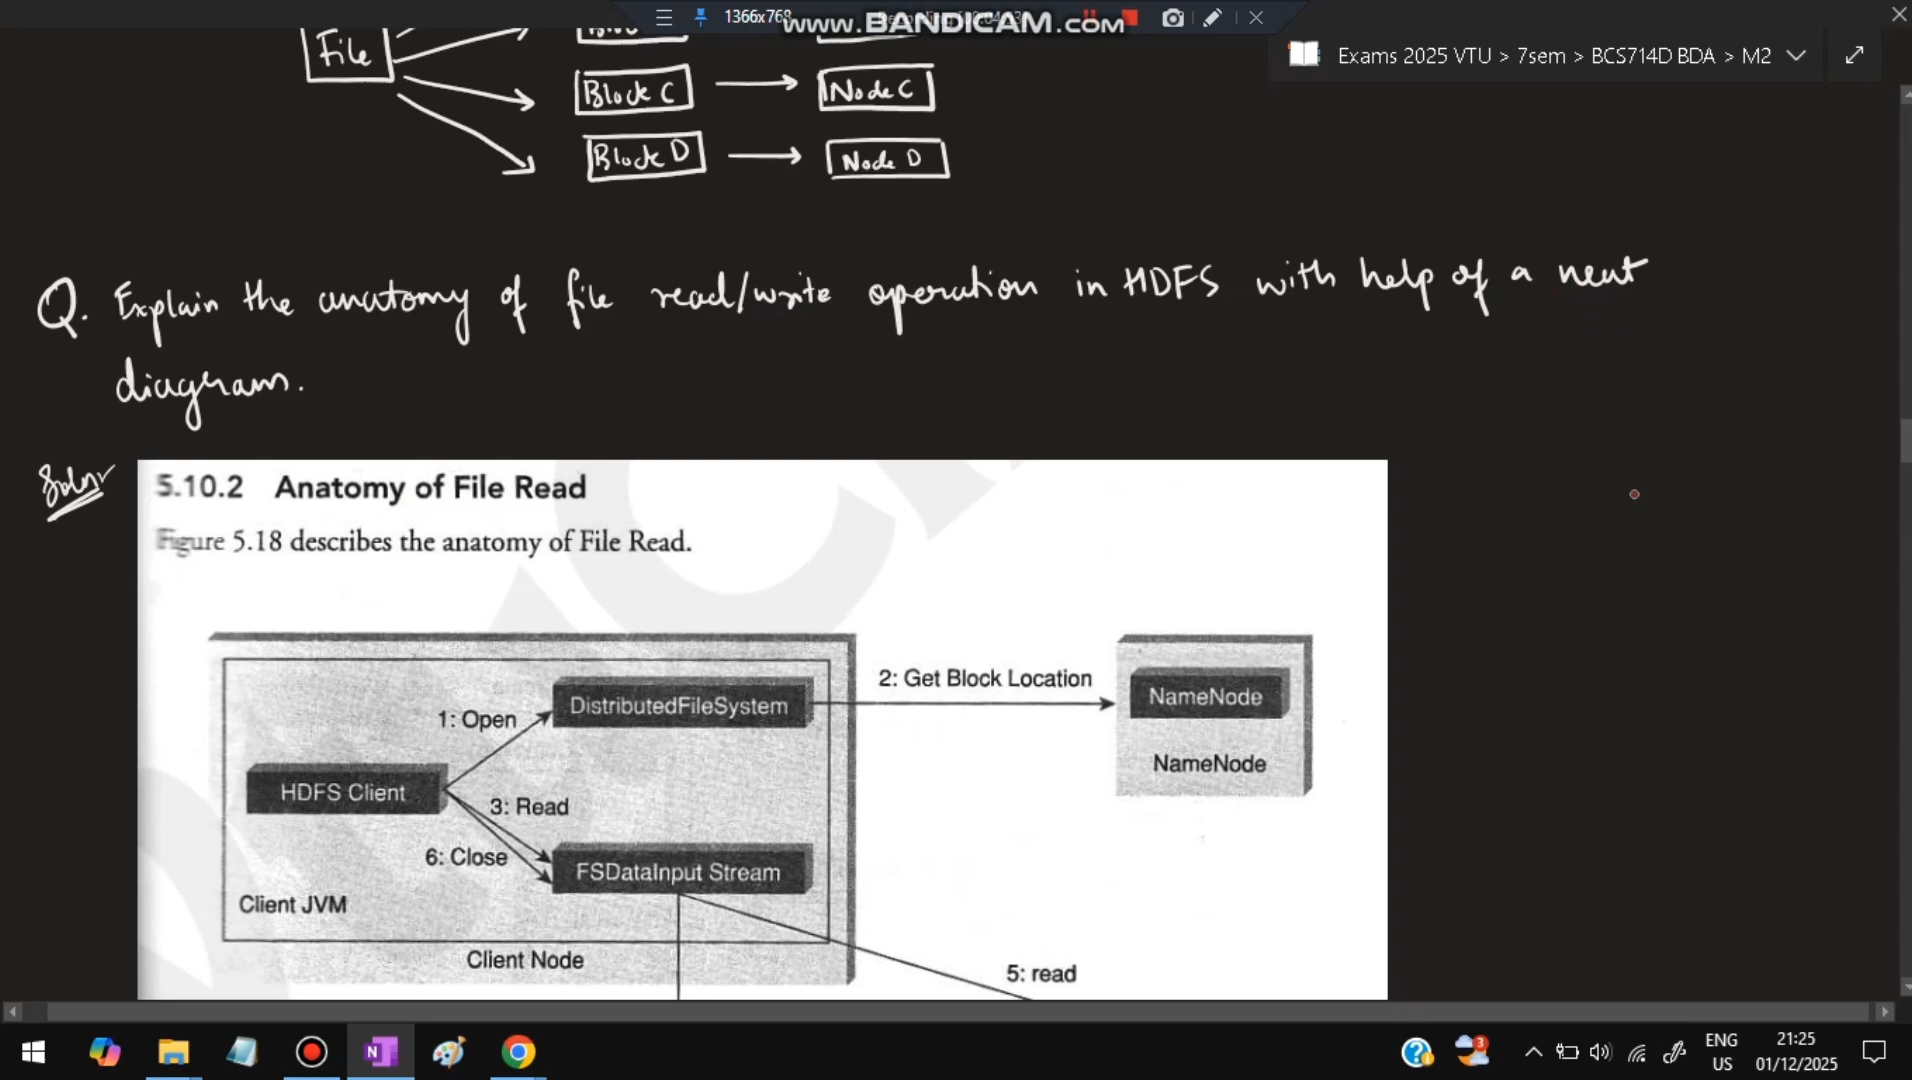 1366x768
www.BANDICAM.com
Exams 2025 VTU > 7sem > BCS714D BDA > M2
File
Block C
Node C
Block D
Node D
Q. Explain the anatomy of file read/write operation in HDFS with help of a neat
diagram.
Soln
5.10.2 Anatomy of File Read
Figure 5.18 describes the anatomy of File Read.
2: Get Block Location
NameNode
DistributedFileSystem
1: Open
NameNode
HDFS Client
3: Read
6: Close
FSDataInput Stream
Client JVM
Client Node
5: read
3
ENG
US
21:25
01/12/2025